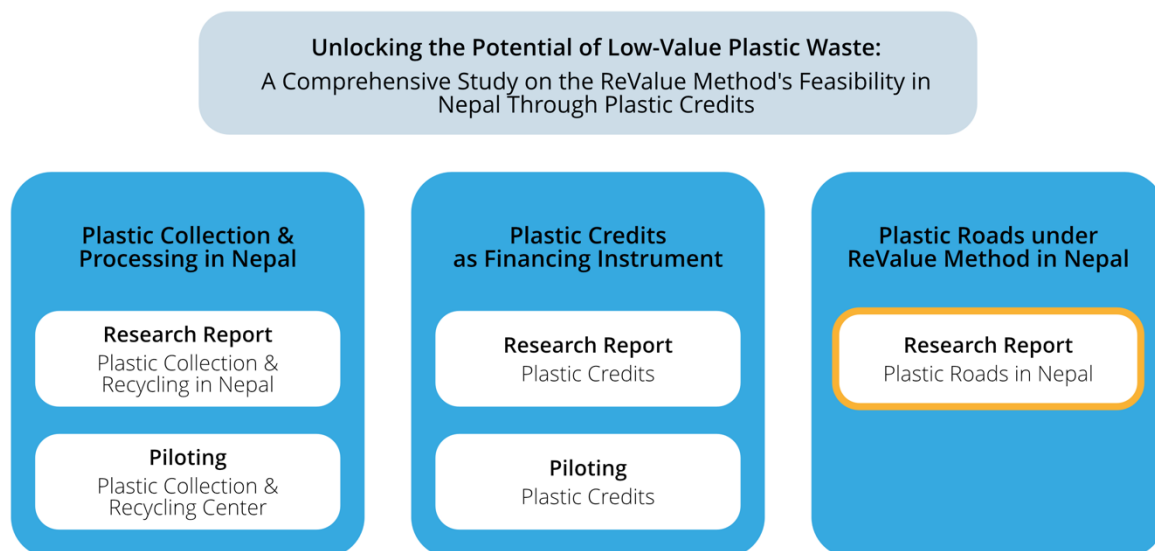 Unlocking the Potential of Low-Value Plastic Waste:
A Comprehensive Study on the ReValue Method's Feasibility in
Nepal Through Plastic Credits
Plastic Collection &
Processing in Nepal
Research Report
Plastic Collection &
Recycling in Nepal
Piloting
Plastic Collection &
Recycling Center
Plastic Credits
as Financing Instrument
Research Report
Plastic Credits
Piloting
Plastic Credits
Plastic Roads under
ReValue Method in Nepal
Research Report
Plastic Roads in Nepal